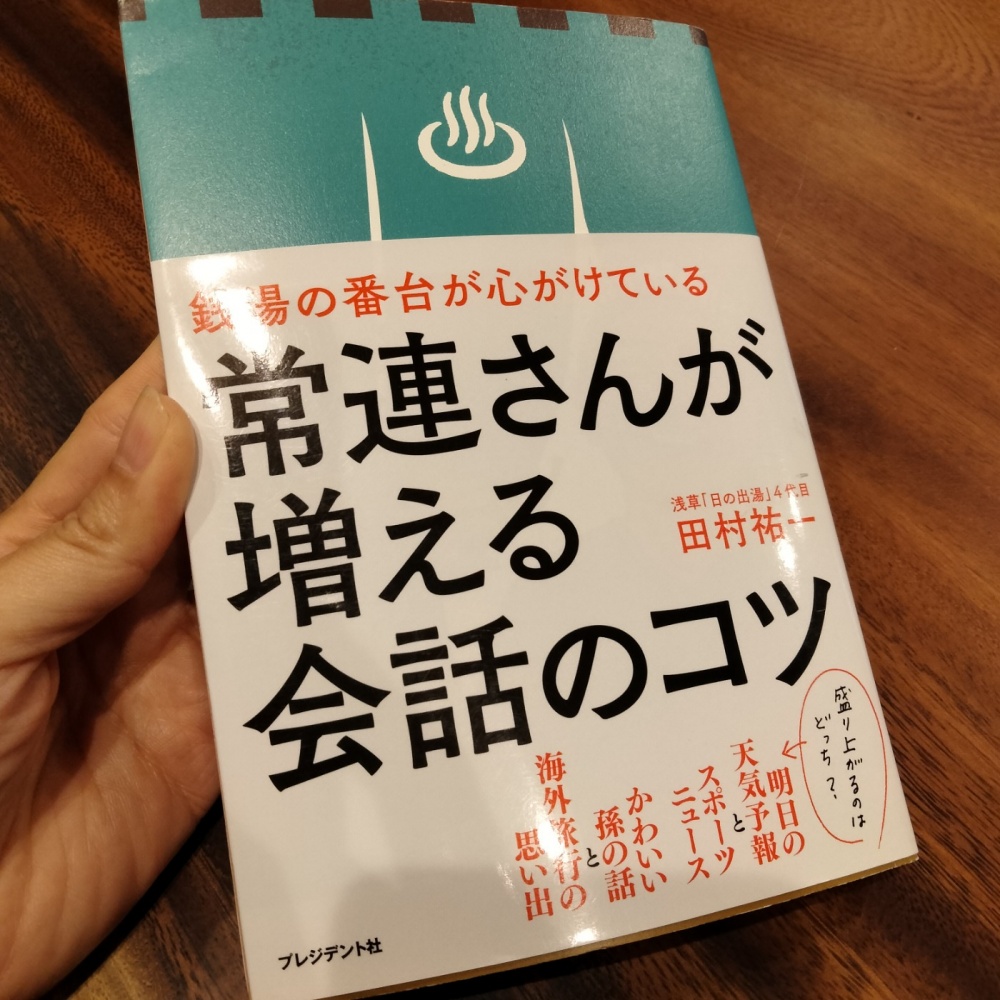 銭湯の番台が心がけている
常連さんが
増える
会話のコツ
浅草「日の出湯」4代目
田村祐一
盛り上がるのは
どっち?
明日の
天気予報
と
スポーツ
ニュース
かわいい
孫の話
と
海外旅行の
思い出
プレジデント社